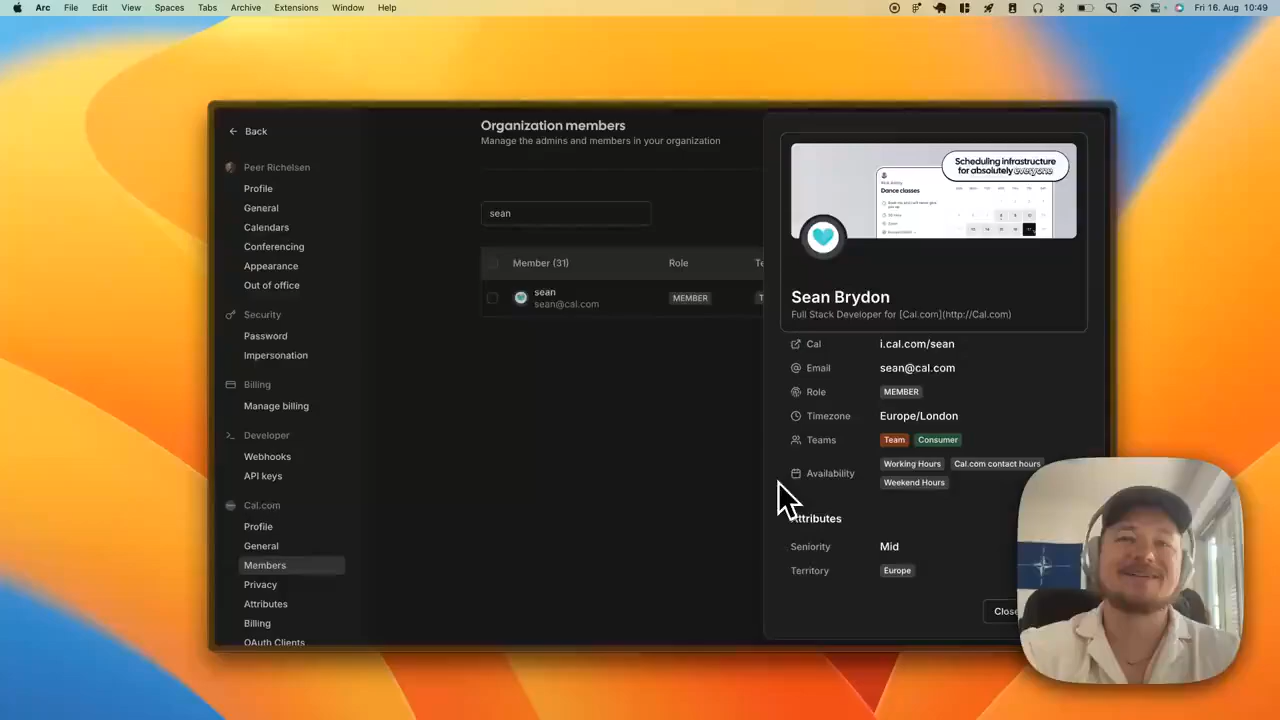 Arc File Edit View Spaces Tabs Archive Extensions Window Help Fri 16. Aug 10:49
Back
Peer Richelsen
Profile
General
Calendars
Conferencing
Appearance
Out of office
Security
Password
Impersonation
Billing
Manage billing
Developer
Webhooks
API keys
Cal.com
Profile
General
Members
Privacy
Attributes
Billing
OAuth Clients
Organization members
Manage the admins and members in your organization
sean
Member (31) Role Te
sean
sean@cal.com
MEMBER T
Scheduling infrastructure
for absolutely everyone
Dance classes
Sean Brydon
Full Stack Developer for [Cal.com](http://Cal.com)
Cal i.cal.com/sean
Email sean@cal.com
Role MEMBER
Timezone Europe/London
Teams Team Consumer
Availability Working Hours Cal.com contact hours
Weekend Hours
Attributes
Seniority Mid
Territory Europe
Close